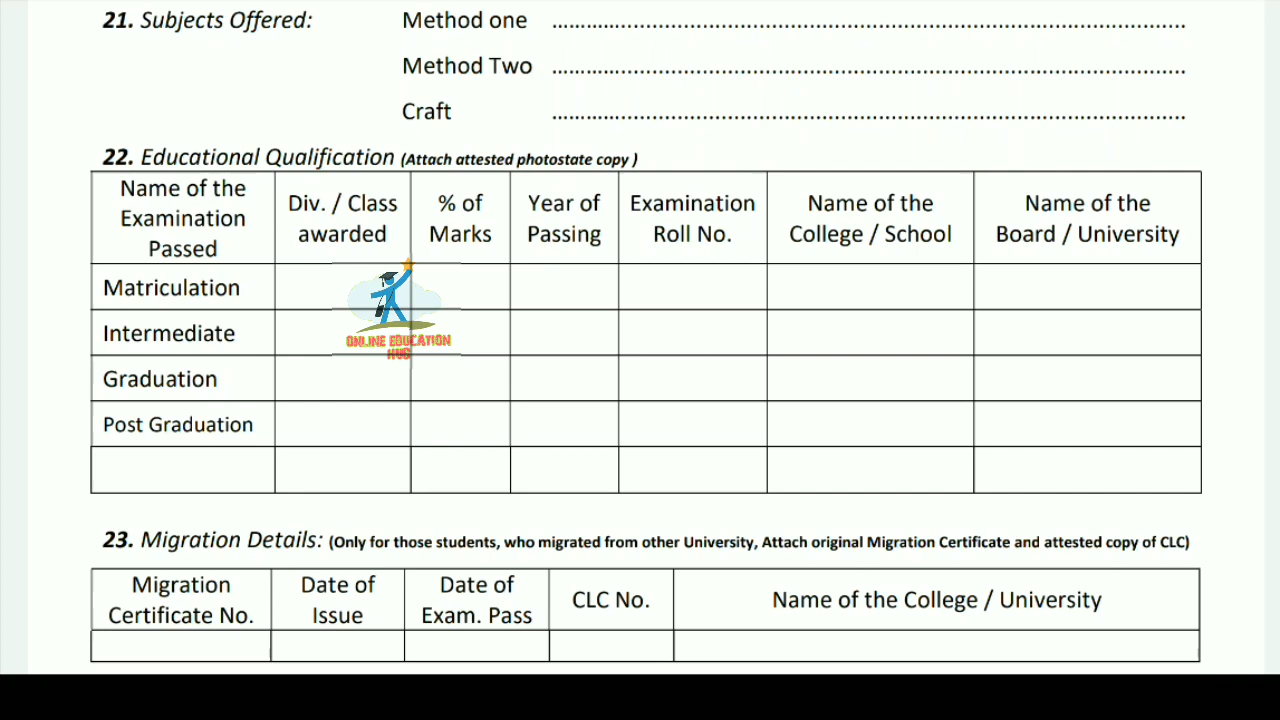 21. Subjects Offered: Method one ....................................................................................................
Method Two ....................................................................................................
Craft ....................................................................................................
22. Educational Qualification (Attach attested photostate copy )
Name of the Examination Passed Div. / Class awarded % of Marks Year of Passing Examination Roll No. Name of the College / School Name of the Board / University
Matriculation
Intermediate
ONLINE EDUCATION
HUB
Graduation
Post Graduation
23. Migration Details: (Only for those students, who migrated from other University, Attach original Migration Certificate and attested copy of CLC)
Migration Certificate No. Date of Issue Date of Exam. Pass CLC No. Name of the College / University